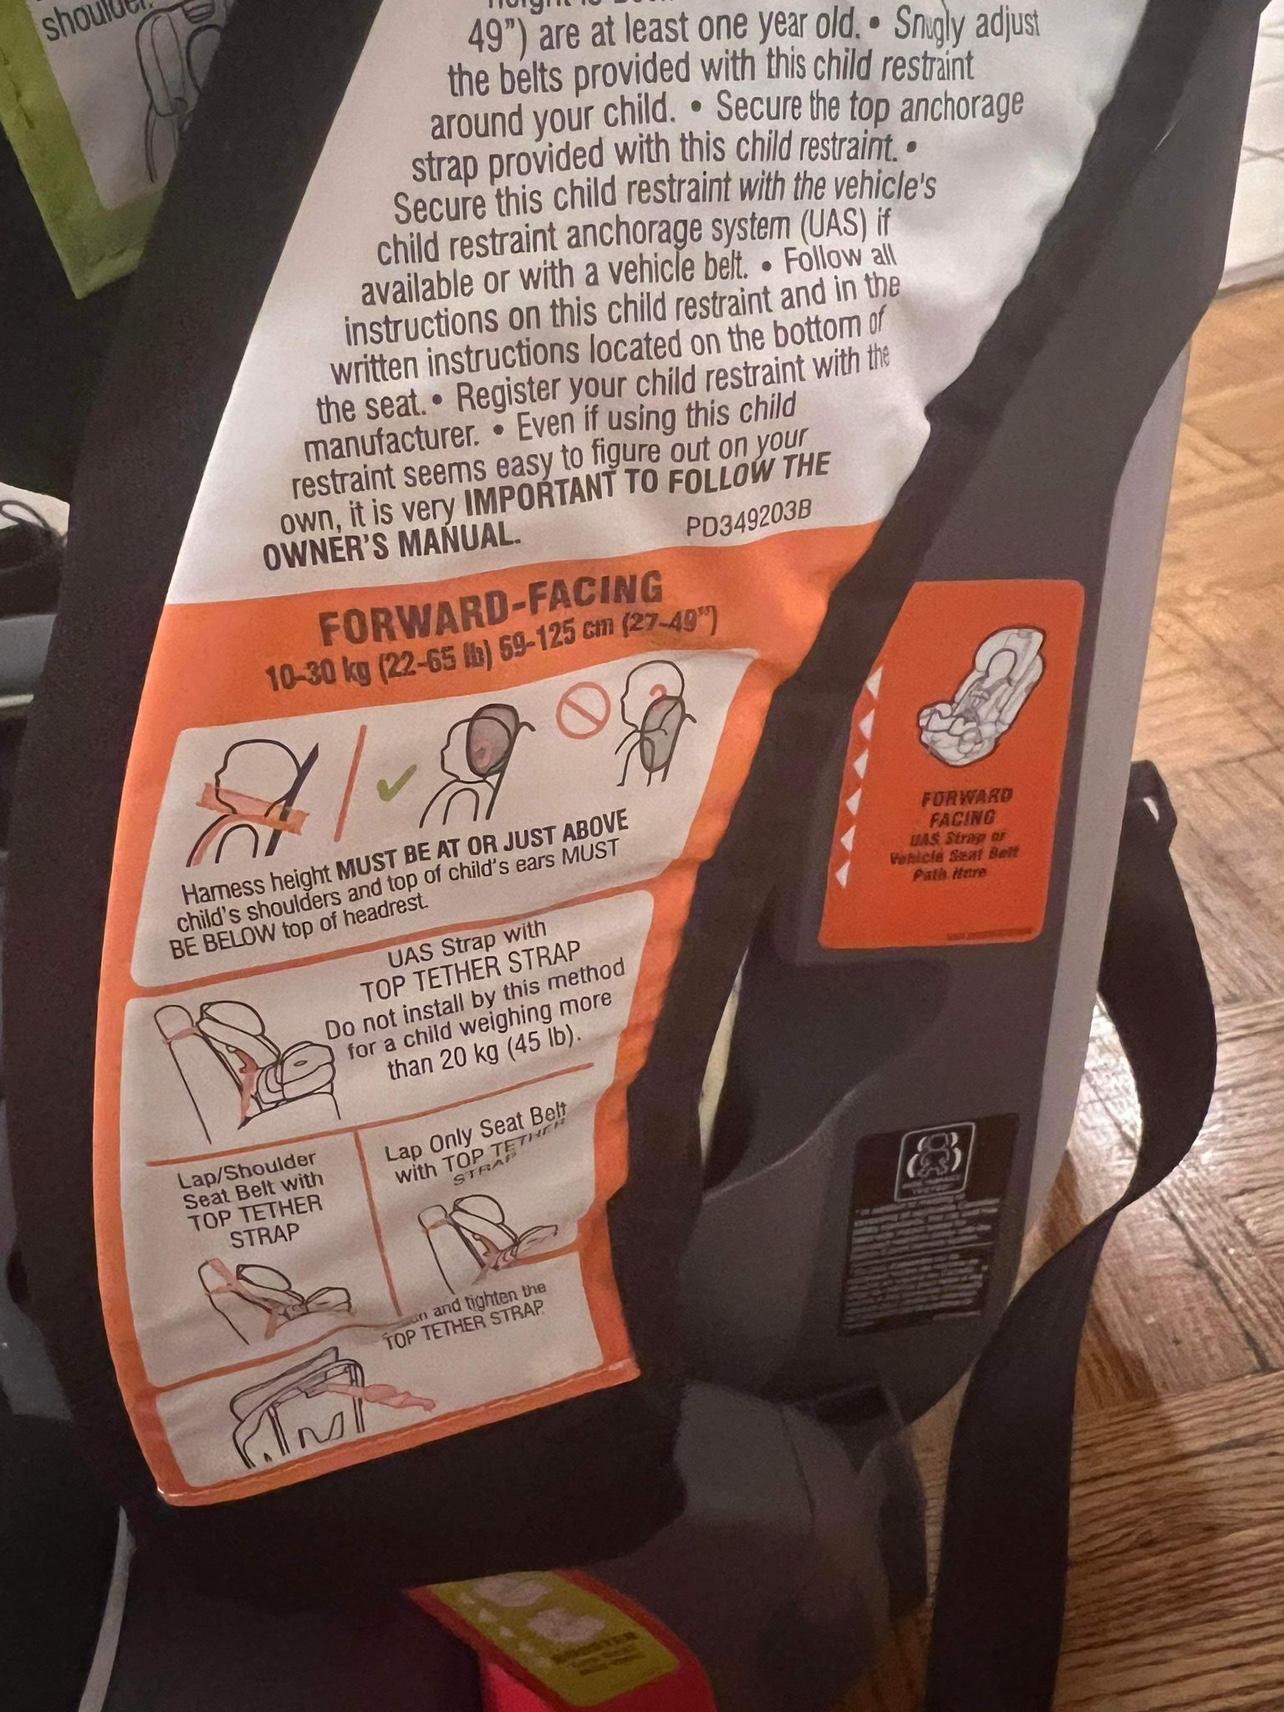 shoulder.
49") are at least one year old. • Snugly adjust
the belts provided with this child restraint
around your child. • Secure the top anchorage
strap provided with this child restraint. •
Secure this child restraint with the vehicle's
child restraint anchorage system (UAS) if
available or with a vehicle belt. • Follow all
instructions on this child restraint and in the
written instructions located on the bottom of
the seat. • Register your child restraint with the
manufacturer. • Even if using this child
restraint seems easy to figure out on your
own, it is very IMPORTANT TO FOLLOW THE
OWNER'S MANUAL.
PD349203B
FORWARD-FACING
10-30 kg (22-65 lb) 69-125 cm (27-49")
Harness height MUST BE AT OR JUST ABOVE
child's shoulders and top of child's ears MUST
BE BELOW top of headrest.
UAS Strap with
TOP TETHER STRAP
Do not install by this method
for a child weighing more
than 20 kg (45 lb).
Lap/Shoulder
Seat Belt with
TOP TETHER
STRAP
Lap Only Seat Belt
with TOP TETHER
STRAP
and tighten the
TOP TETHER STRAP.
FORWARD
FACING
UAS Strap or
Vehicle Seat Belt
Path Here